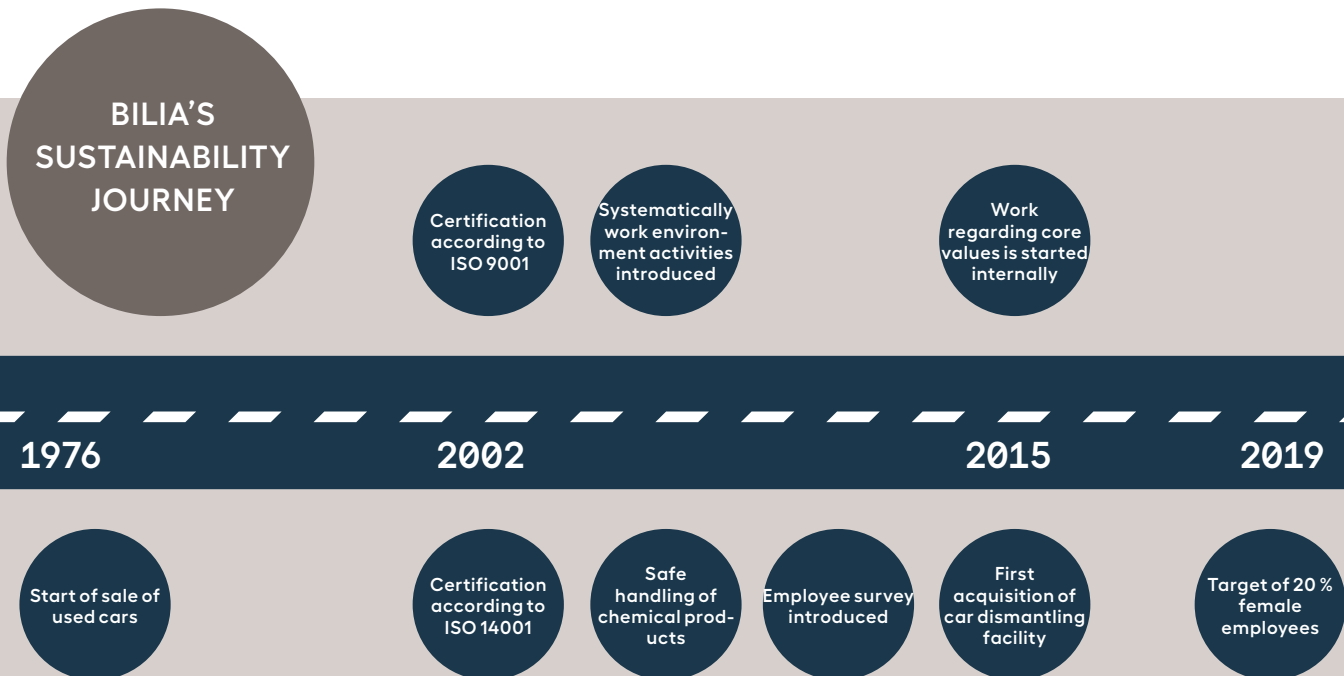 BILIA’S
SUSTAINABILITY
JOURNEY
Certification
according to
ISO 9001
Systematically
work environ-
ment activities
introduced
Work
regarding core
values is started
internally
1976
2002
2015
2019
Start of sale of
used cars
Certification
according to
ISO 14001
Safe
handling of
chemical prod-
ucts
Employee survey
introduced
First
acquisition of
car dismantling
facility
Target of 20 %
female
employees